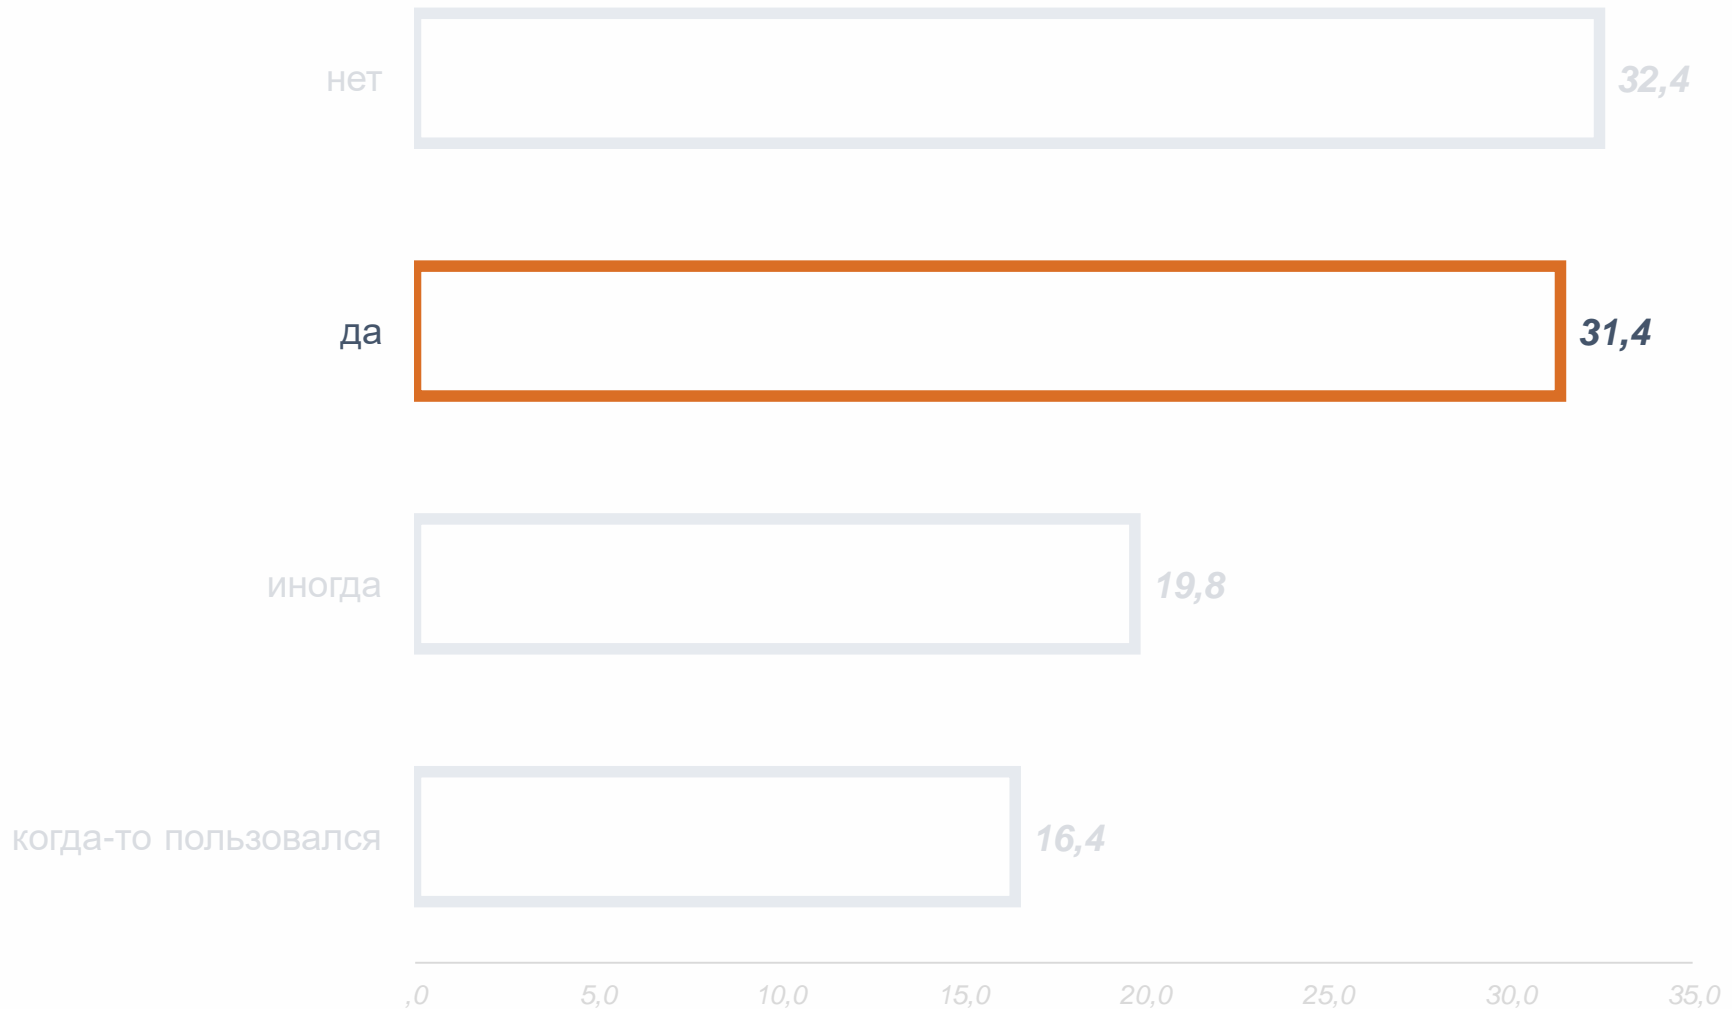 нет 32,4
да 31,4
иногда 19,8
когда-то пользовался 16,4
,0 5,0 10,0 15,0 20,0 25,0 30,0 35,0